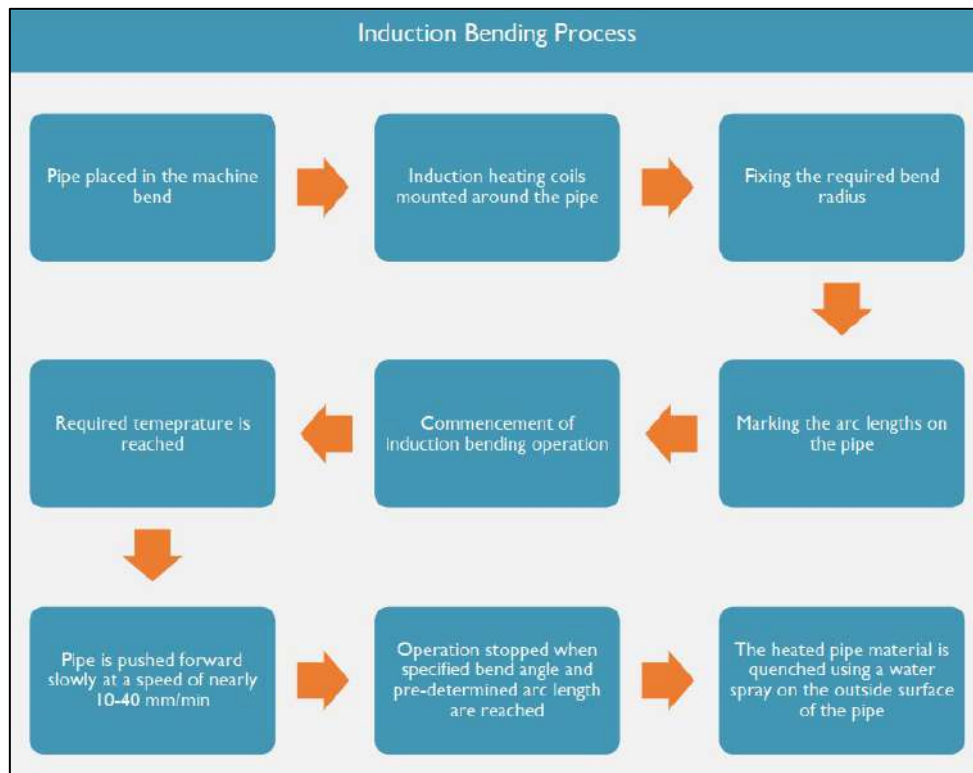 Induction Bending Process
Pipe placed in the machine
bend
Induction heating coils
mounted around the pipe
Fixing the required bend
radius
Marking the arc lengths on
the pipe
Commencement of
induction bending operation
Required temeprature is
reached
Pipe is pushed forward
slowly at a speed of nearly
10-40 mm/min
Operation stopped when
specified bend angle and
pre-determined arc length
are reached
The heated pipe material is
quenched using a water
spray on the outside surface
of the pipe